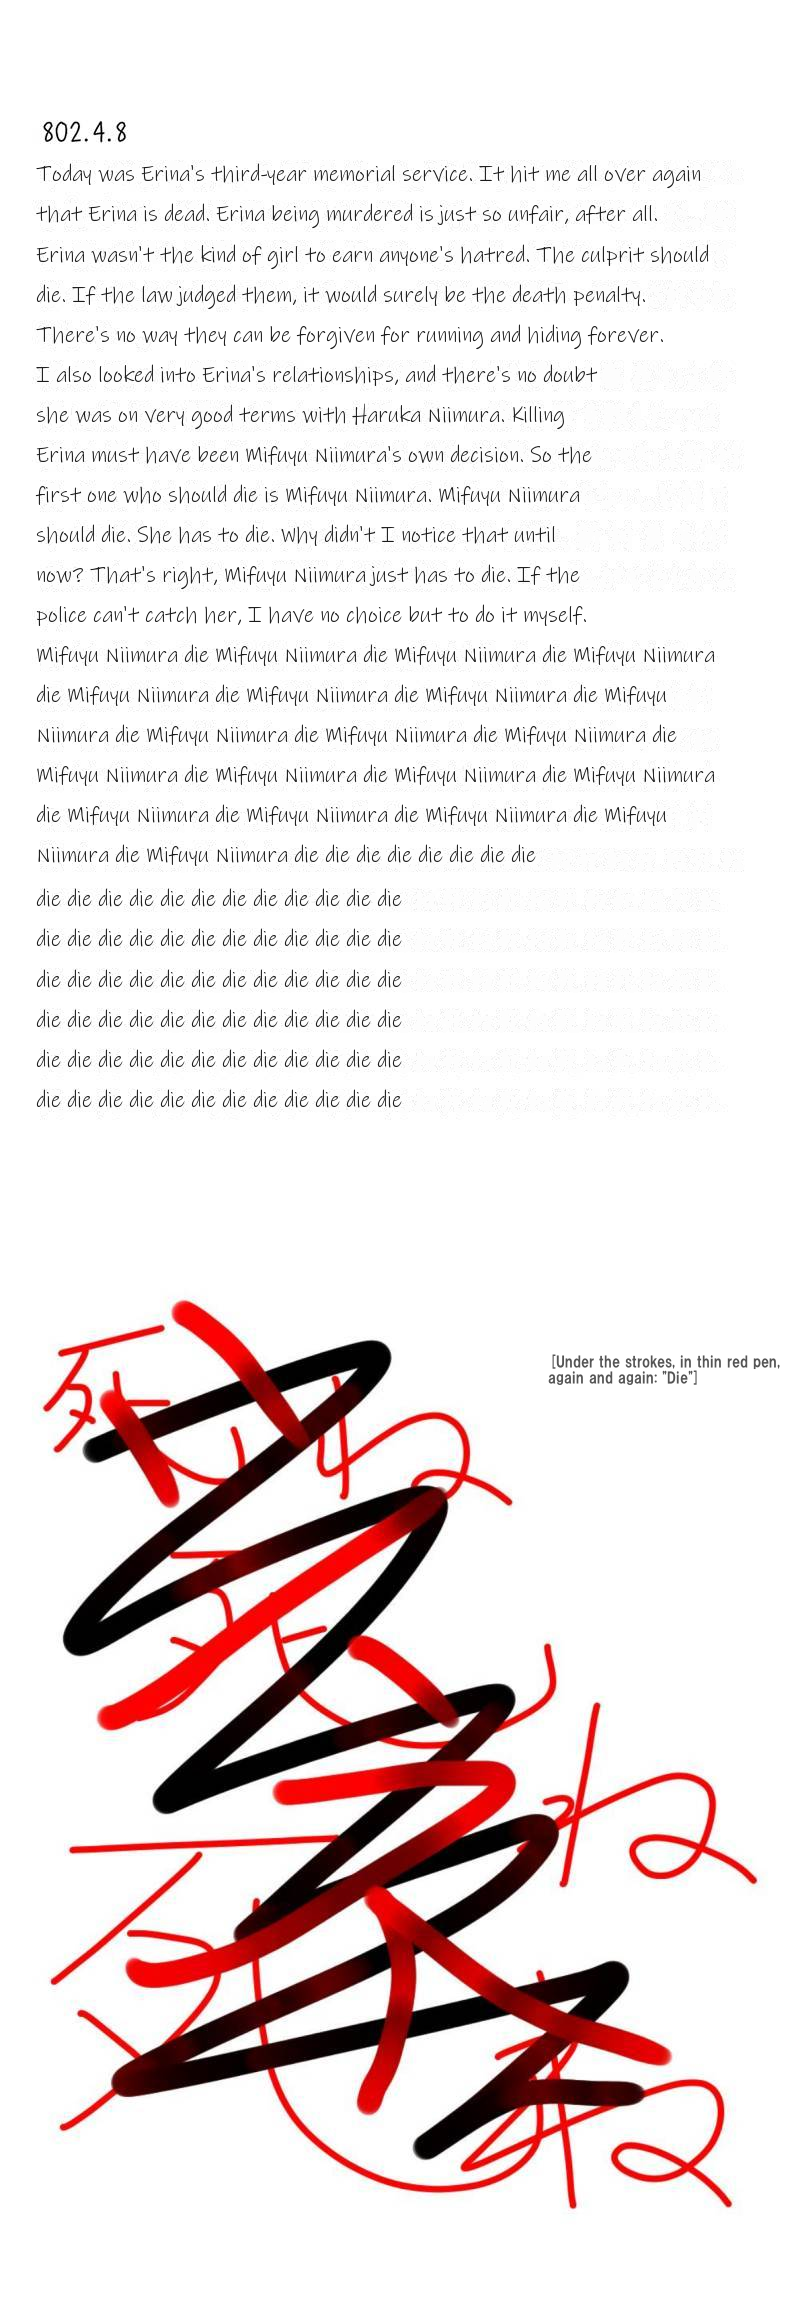 802.4.8
Today was Erina's third-year memorial service. It hit me all over again
that Erina is dead. Erina being murdered is just so unfair, after all.
Erina wasn't the kind of girl to earn anyone's hatred. The culprit should
die. If the law judged them, it would surely be the death penalty.
There's no way they can be forgiven for running and hiding forever.
I also looked into Erina's relationships, and there's no doubt
she was on very good terms with Haruka Niimura. Killing
Erina must have been Mifuyu Niimura's own decision. So the
first one who should die is Mifuyu Niimura. Mifuyu Niimura
should die. She has to die. Why didn't I notice that until
now? That's right, Mifuyu Niimura just has to die. If the
police can't catch her, I have no choice but to do it myself.
Mifuyu Niimura die Mifuyu Niimura die Mifuyu Niimura die Mifuyu Niimura
die Mifuyu Niimura die Mifuyu Niimura die Mifuyu Niimura die Mifuyu
Niimura die Mifuyu Niimura die Mifuyu Niimura die Mifuyu Niimura die
Mifuyu Niimura die Mifuyu Niimura die Mifuyu Niimura die Mifuyu Niimura
die Mifuyu Niimura die Mifuyu Niimura die Mifuyu Niimura die Mifuyu
Niimura die Mifuyu Niimura die die die die die die die die
die die die die die die die die die die die die
die die die die die die die die die die die die
die die die die die die die die die die die die
die die die die die die die die die die die die
die die die die die die die die die die die die
die die die die die die die die die die die die
[Under the strokes, in thin red pen,
again and again: "Die"]
死ね
死ね
死ね